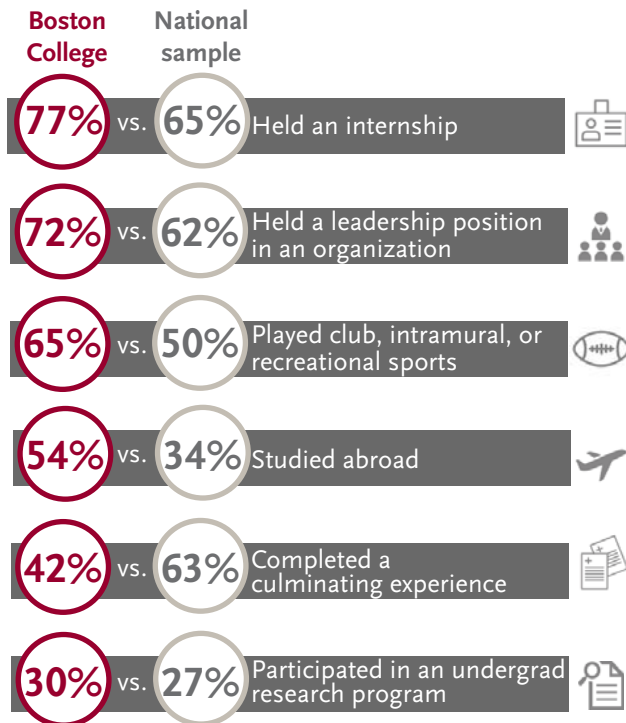 Boston College
National sample
77% vs. 65% Held an internship
72% vs. 62% Held a leadership position
in an organization
65% vs. 50% Played club, intramural, or
recreational sports
54% vs. 34% Studied abroad
42% vs. 63% Completed a
culminating experience
30% vs. 27% Participated in an undergrad
research program